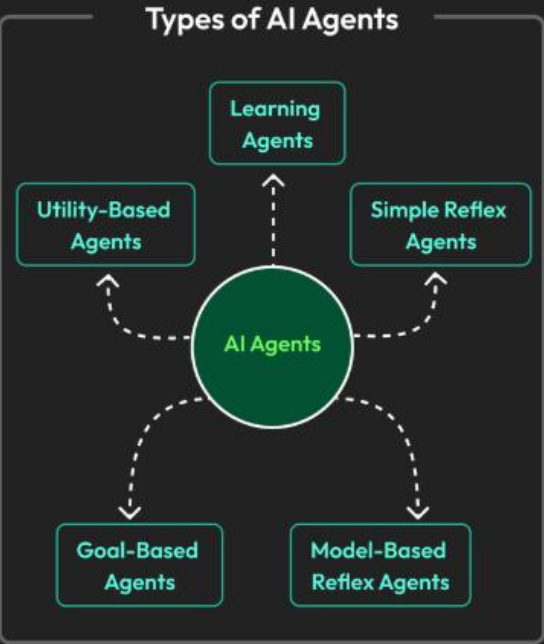 Types of AI Agents
Learning
Agents
Utility-Based
Agents
Simple Reflex
Agents
AI Agents
Goal-Based
Agents
Model-Based
Reflex Agents